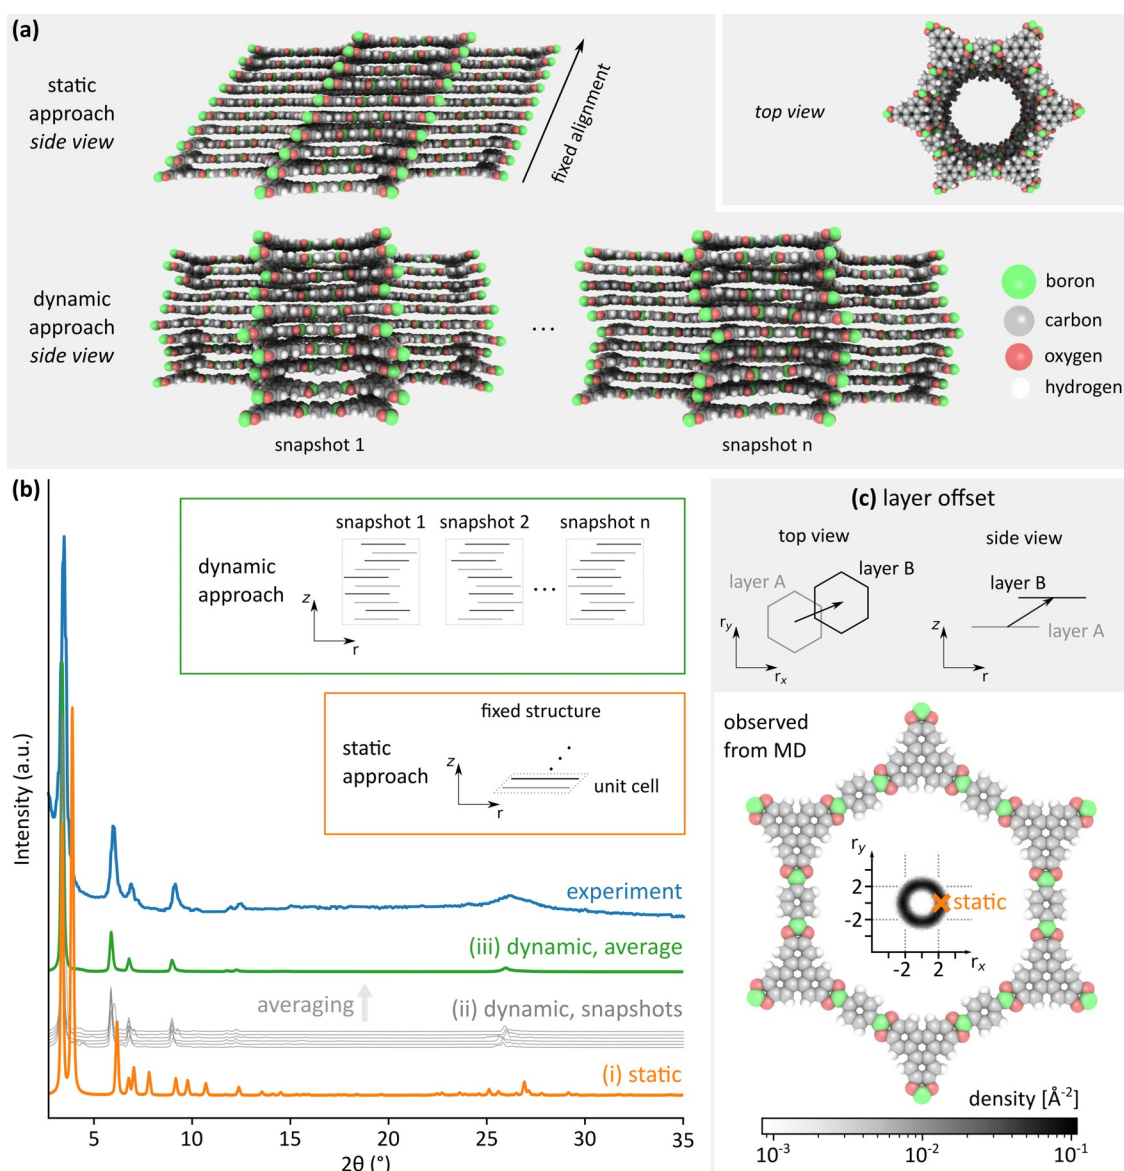 (a)
static
approach
side view
fixed alignment
top view
dynamic
approach
side view
...
snapshot 1
snapshot n
boron
carbon
oxygen
hydrogen
(b)
Intensity (a.u.)
dynamic
approach
z
r
snapshot 1 snapshot 2 snapshot n
...
static
approach
fixed structure
z
r
unit cell
experiment
(iii) dynamic, average
averaging
(ii) dynamic, snapshots
(i) static
5 10 15 20 25 30 35
2θ (°)
(c) layer offset
top view
layer A
layer B
ry
rx
side view
layer B
layer A
z
r
observed
from MD
ry
2
-2
static
-2 2
rx
density [Å-2]
10-3 10-2 10-1